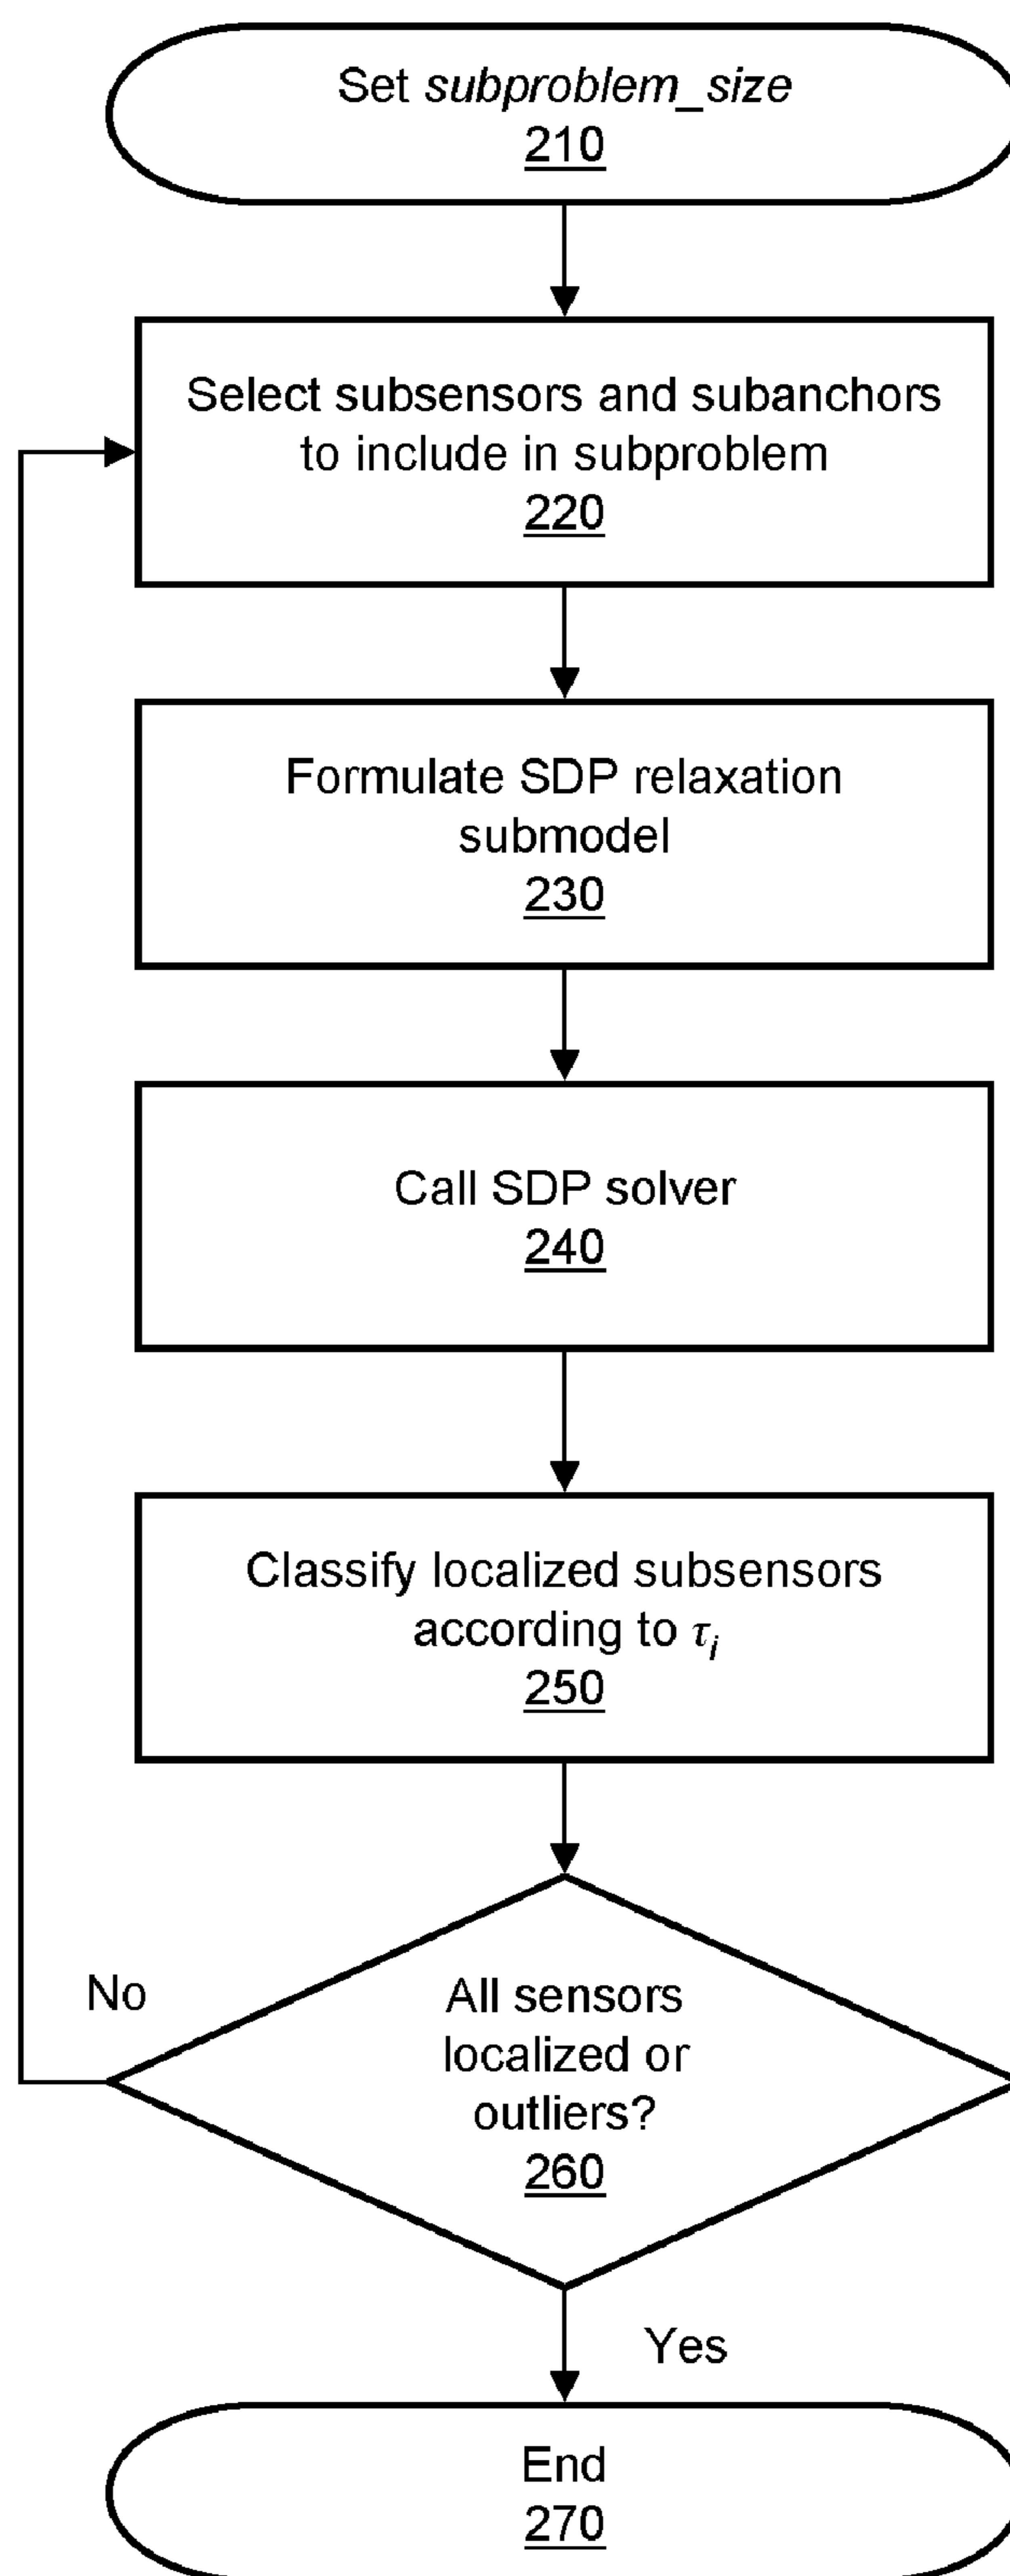 Set subproblem_size
210
Select subsensors and subanchors
to include in subproblem
220
Formulate SDP relaxation
submodel
230
Call SDP solver
240
Classify localized subsensors
according to τi
250
All sensors
localized or
outliers?
260
No
Yes
End
270